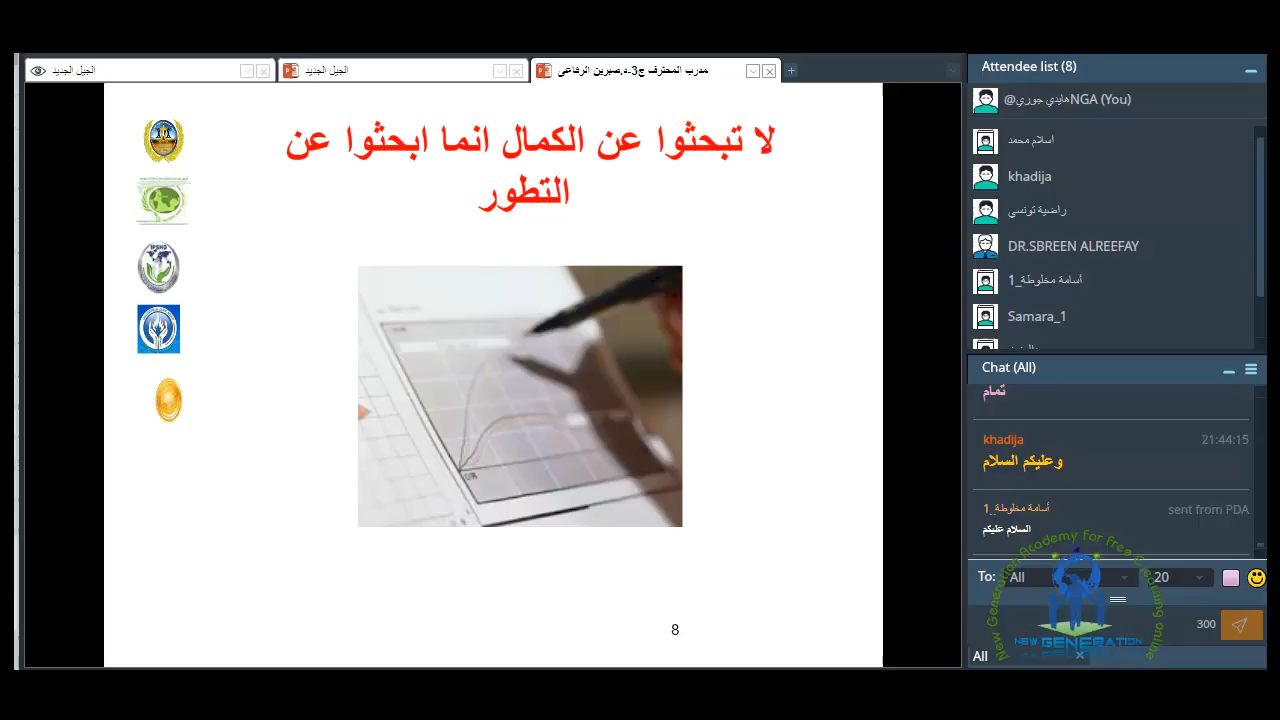 الجيل الجديد
الجيل الجديد
مدرب المحترف ج3-د.صبرين الرفاعي
لا تبحثوا عن الكمال انما ابحثوا عن
التطور
8
Attendee list (8)
@هايدي جوري NGA (You)
اسلام محمد
khadija
راضية تونسي
DR.SBREEN ALREEFAY
أسامة مخلوطة_1
Samara_1
Chat (All)
تمام
khadija 21:44:15
وعليكم السلام
أسامة مخلوطة_1 sent from PDA
السلام عليكم
To: All 20
300
All
New Generation Academy For Free E-Learning online
NEW GENERATION